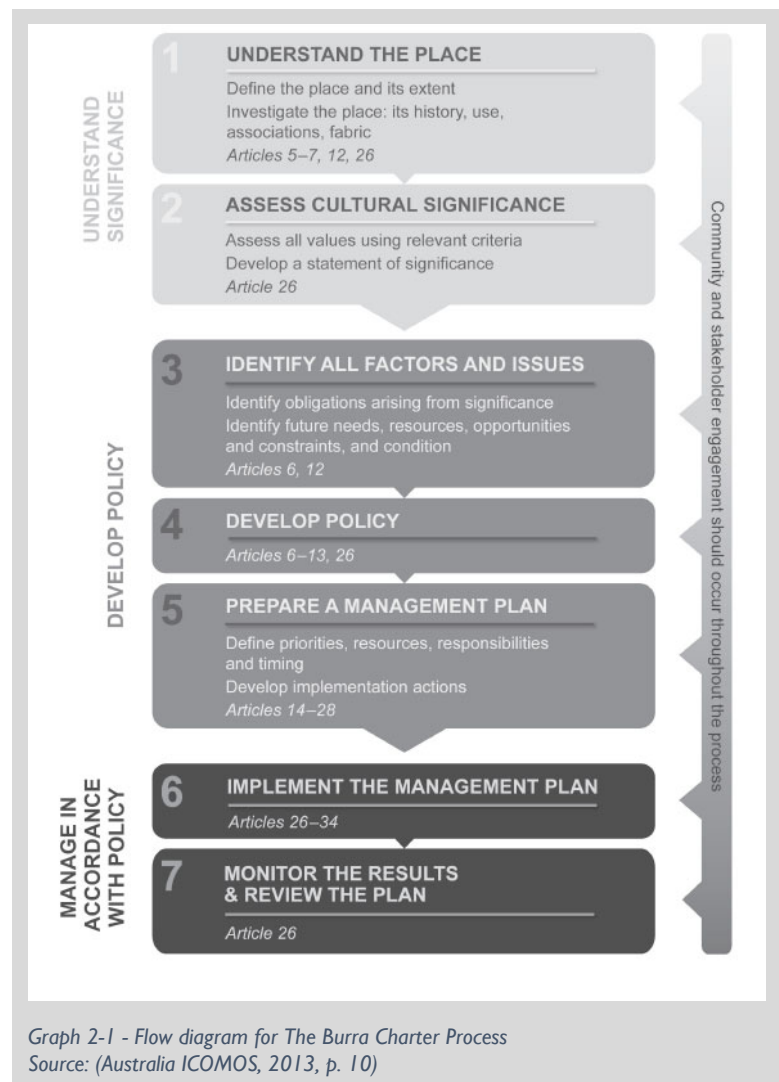 UNDERSTAND
SIGNIFICANCE
1
UNDERSTAND THE PLACE
Define the place and its extent
Investigate the place: its history, use,
associations, fabric
Articles 5–7, 12, 26
2
ASSESS CULTURAL SIGNIFICANCE
Assess all values using relevant criteria
Develop a statement of significance
Article 26
DEVELOP POLICY
3
IDENTIFY ALL FACTORS AND ISSUES
Identify obligations arising from significance
Identify future needs, resources, opportunities
and constraints, and condition
Articles 6, 12
4
DEVELOP POLICY
Articles 6–13, 26
5
PREPARE A MANAGEMENT PLAN
Define priorities, resources, responsibilities
and timing
Develop implementation actions
Articles 14–28
MANAGE IN
ACCORDANCE
WITH POLICY
6
IMPLEMENT THE MANAGEMENT PLAN
Articles 26–34
7
MONITOR THE RESULTS
& REVIEW THE PLAN
Article 26
Community and stakeholder engagement should occur throughout the process
Graph 2-1 - Flow diagram for The Burra Charter Process
Source: (Australia ICOMOS, 2013, p. 10)